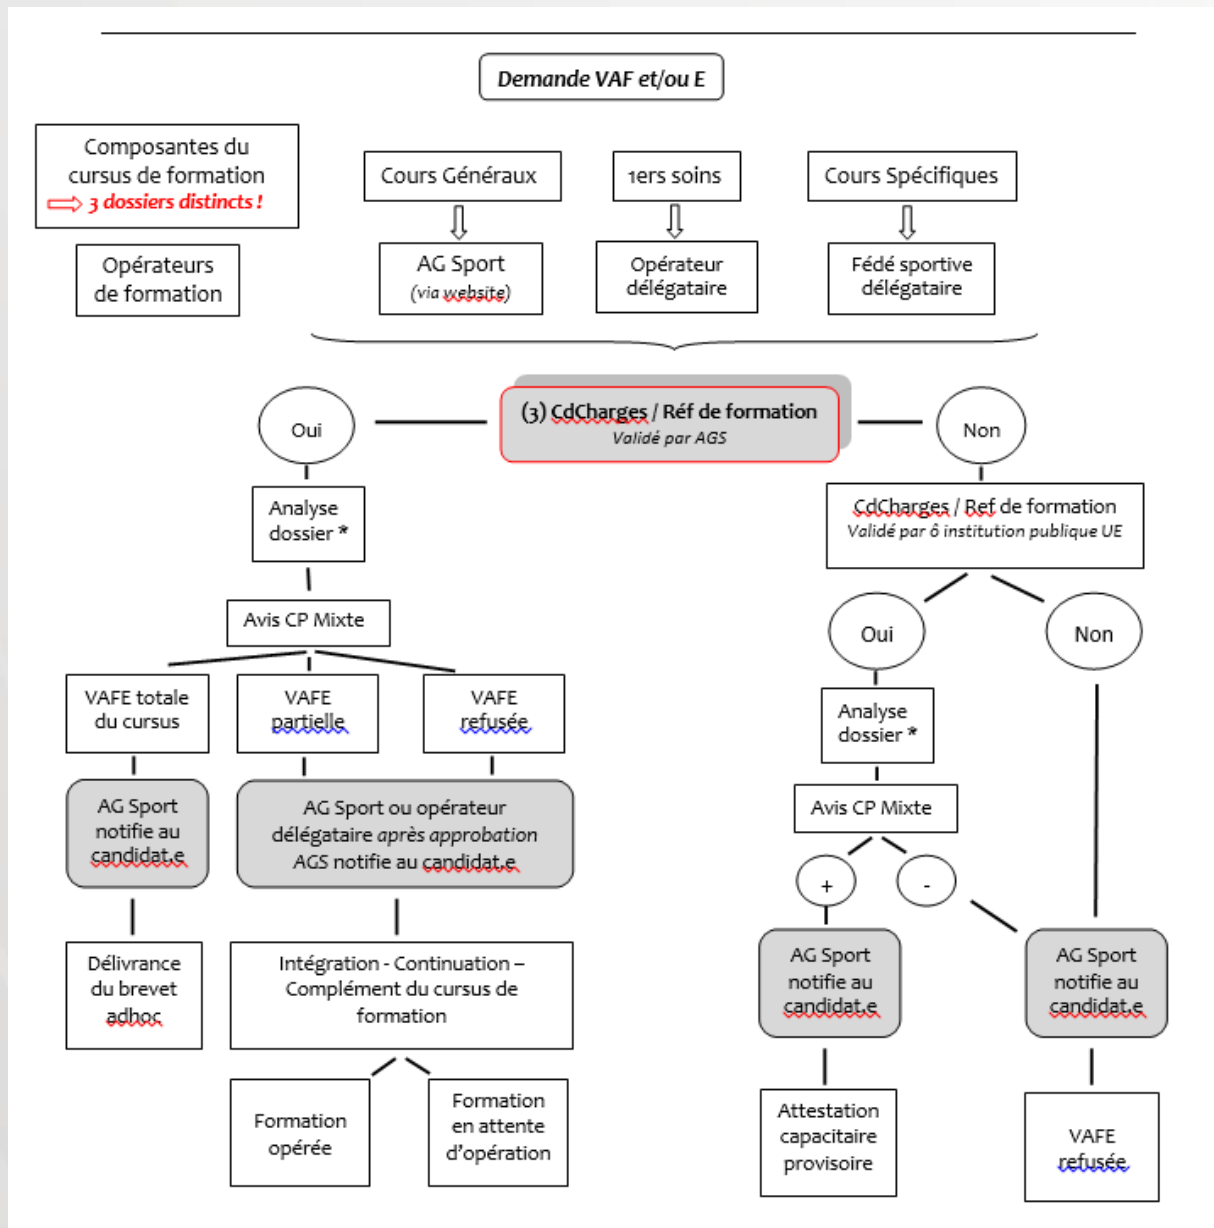 Demande VAF et/ou E
Composantes du
cursus de formation
3 dossiers distincts !
Cours Généraux
1ers soins
Cours Spécifiques
Opérateurs
de formation
AG Sport
(via website)
Opérateur
délégataire
Fédé sportive
délégataire
(3) CdCharges / Réf de formation
Validé par AGS
Oui
Non
Analyse
dossier *
CdCharges / Ref de formation
Validé par ô institution publique UE
Avis CP Mixte
Oui
Non
VAFE totale
du cursus
VAFE
partielle
VAFE
refusée
Analyse
dossier *
AG Sport
notifie au
candidat.e
AG Sport ou opérateur
délégataire après approbation
AGS notifie au candidat.e
Avis CP Mixte
+
-
Délivrance
du brevet
adhoc
Intégration - Continuation –
Complément du cursus de
formation
AG Sport
notifie au
candidat.e
AG Sport
notifie au
candidat.e
Formation
opérée
Formation
en attente
d'opération
Attestation
capacitaire
provisoire
VAFE
refusée